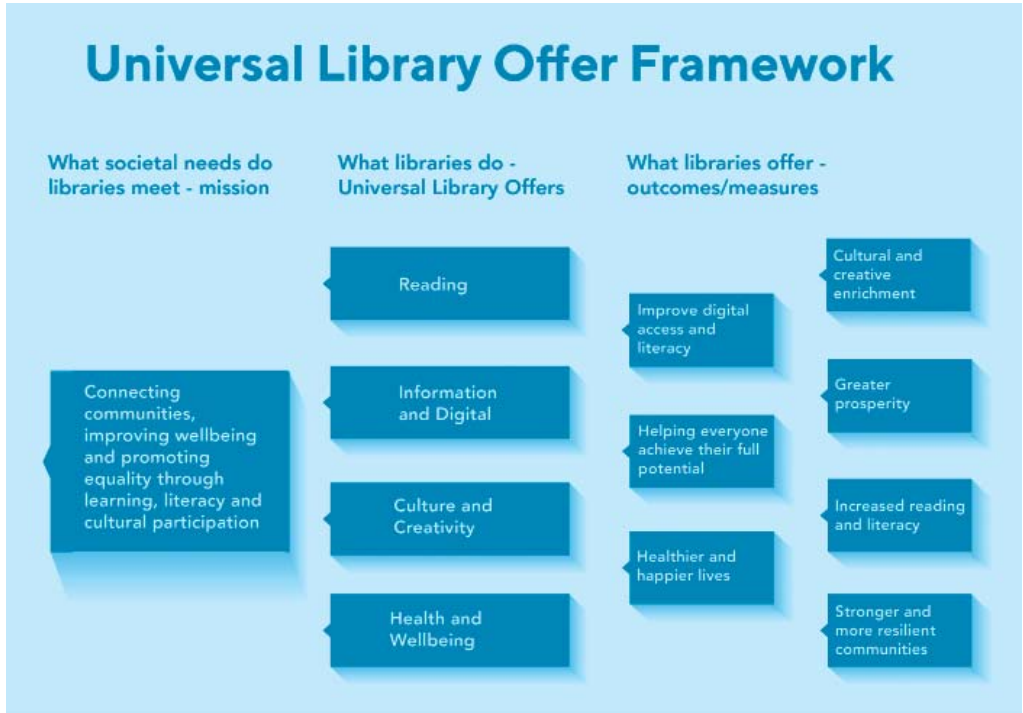 Universal Library Offer Framework
What societal needs do
libraries meet - mission
Connecting
communities,
improving wellbeing
and promoting
equality through
learning, literacy and
cultural participation
What libraries do -
Universal Library Offers
Reading
Information
and Digital
Culture and
Creativity
Health and
Wellbeing
What libraries offer -
outcomes/measures
Improve digital
access and
literacy
Helping everyone
achieve their full
potential
Healthier and
happier lives
Cultural and
creative
enrichment
Greater
prosperity
Increased reading
and literacy
Stronger and
more resilient
communities